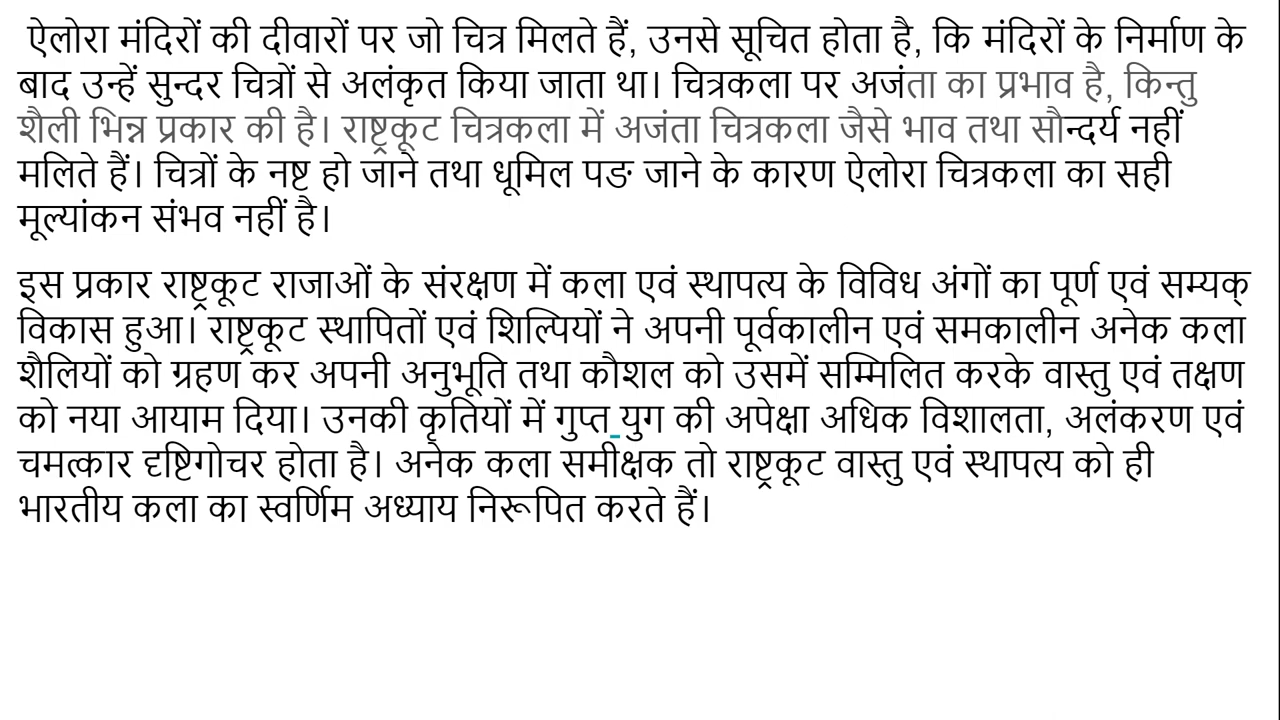 ऐलोरा मंदिरों की दीवारों पर जो चित्र मिलते हैं, उनसे सूचित होता है, कि मंदिरों के निर्माण के
बाद उन्हें सुन्दर चित्रों से अलंकृत किया जाता था। चित्रकला पर अजंता का प्रभाव है, किन्तु
शैली भिन्न प्रकार की है। राष्ट्रकूट चित्रकला में अजंता चित्रकला जैसे भाव तथा सौन्दर्य नहीं
मलिते हैं। चित्रों के नष्ट हो जाने तथा धूमिल पङ जाने के कारण ऐलोरा चित्रकला का सही
मूल्यांकन संभव नहीं है।
इस प्रकार राष्ट्रकूट राजाओं के संरक्षण में कला एवं स्थापत्य के विविध अंगों का पूर्ण एवं सम्यक्
विकास हुआ। राष्ट्रकूट स्थापितों एवं शिल्पियों ने अपनी पूर्वकालीन एवं समकालीन अनेक कला
शैलियों को ग्रहण कर अपनी अनुभूति तथा कौशल को उसमें सम्मिलित करके वास्तु एवं तक्षण
को नया आयाम दिया। उनकी कृतियों में गुप्त युग की अपेक्षा अधिक विशालता, अलंकरण एवं
चमत्कार दृष्टिगोचर होता है। अनेक कला समीक्षक तो राष्ट्रकूट वास्तु एवं स्थापत्य को ही
भारतीय कला का स्वर्णिम अध्याय निरूपित करते हैं।